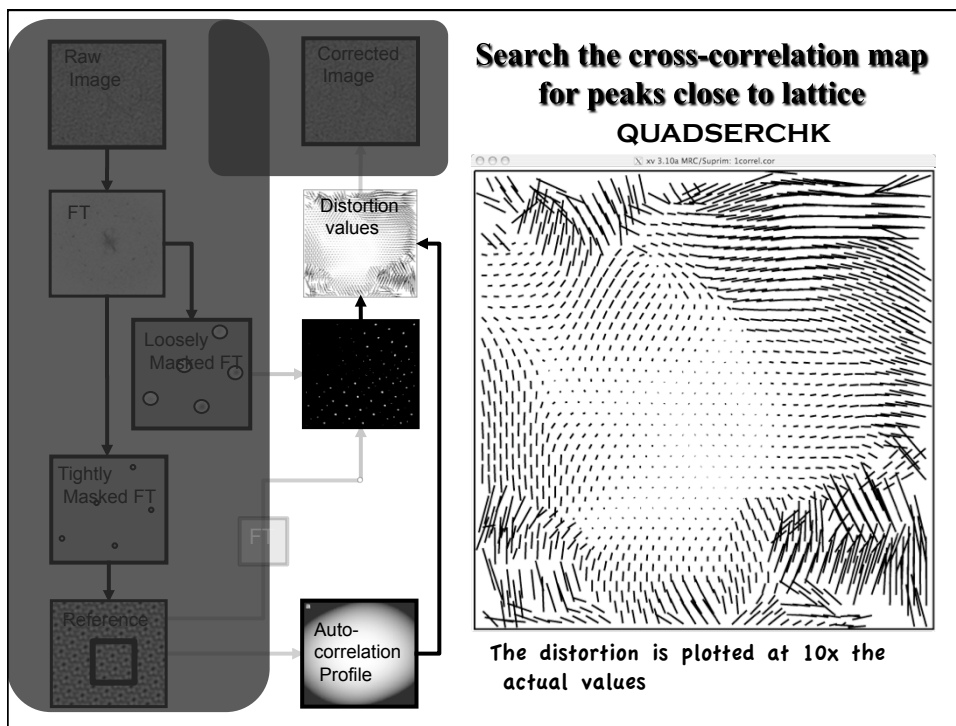 Raw
Image
Corrected
Image
FT
Distortion
values
Loosely
Masked FT
Tightly
Masked FT
FT
Reference
Auto-
correlation
Profile
Search the cross-correlation map
for peaks close to lattice
QUADSERCHK
X xv 3.10a MRC/Suprim: 1correl.cor
The distortion is plotted at 10x the
actual values